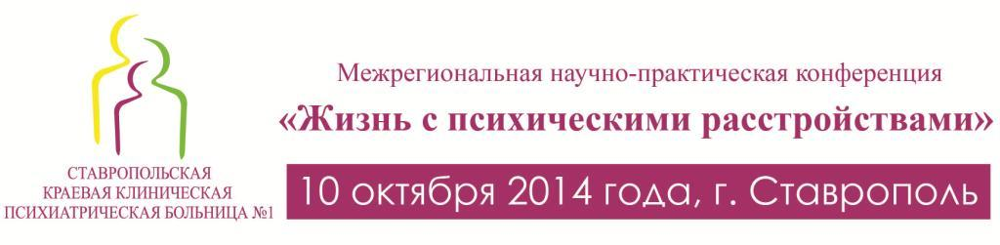 СТАВРОПОЛЬСКАЯ
КРАЕВАЯ КЛИНИЧЕСКАЯ
ПСИХИАТРИЧЕСКАЯ БОЛЬНИЦА №1
Межрегиональная научно-практическая конференция
«Жизнь с психическими расстройствами»
10 октября 2014 года, г. Ставрополь